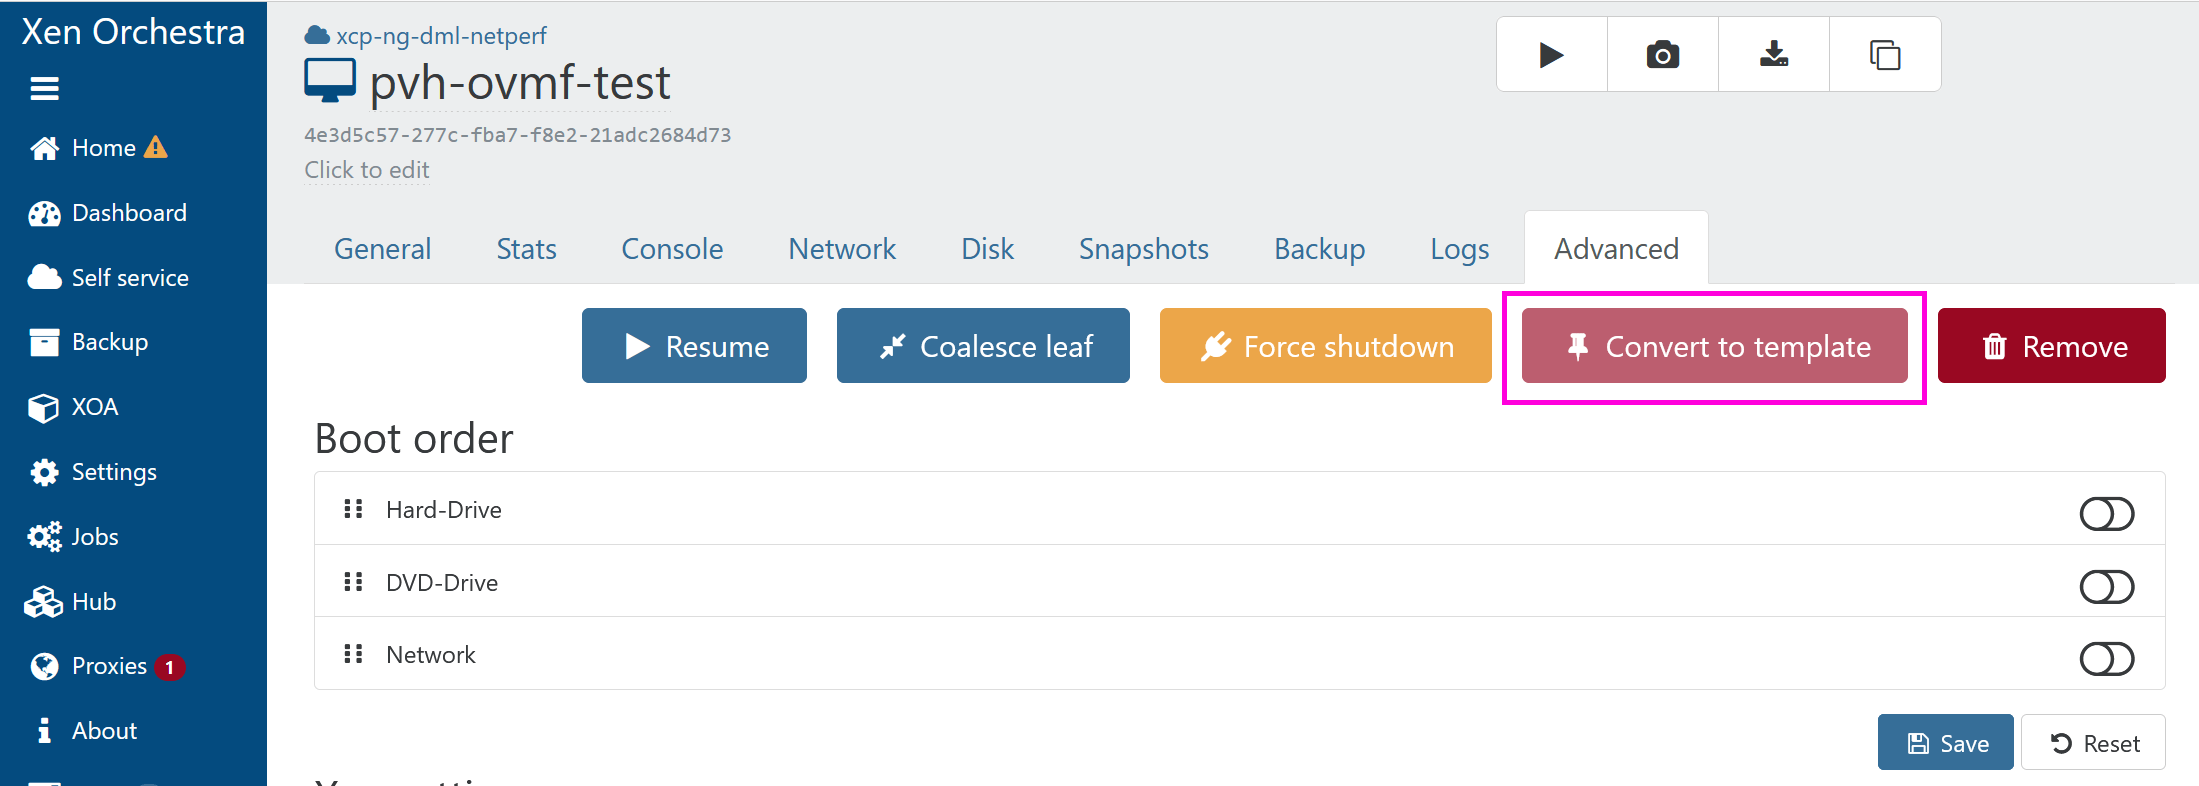 Xen Orchestra
Home
Dashboard
Self service
Backup
XOA
Settings
Jobs
Hub
Proxies 1
About
xcp-ng-dml-netperf
pvh-ovmf-test
4e3d5c57-277c-fba7-f8e2-21adc2684d73
Click to edit
General Stats Console Network Disk Snapshots Backup Logs Advanced
Resume Coalesce leaf Force shutdown Convert to template Remove
Boot order
Hard-Drive
DVD-Drive
Network
Save Reset